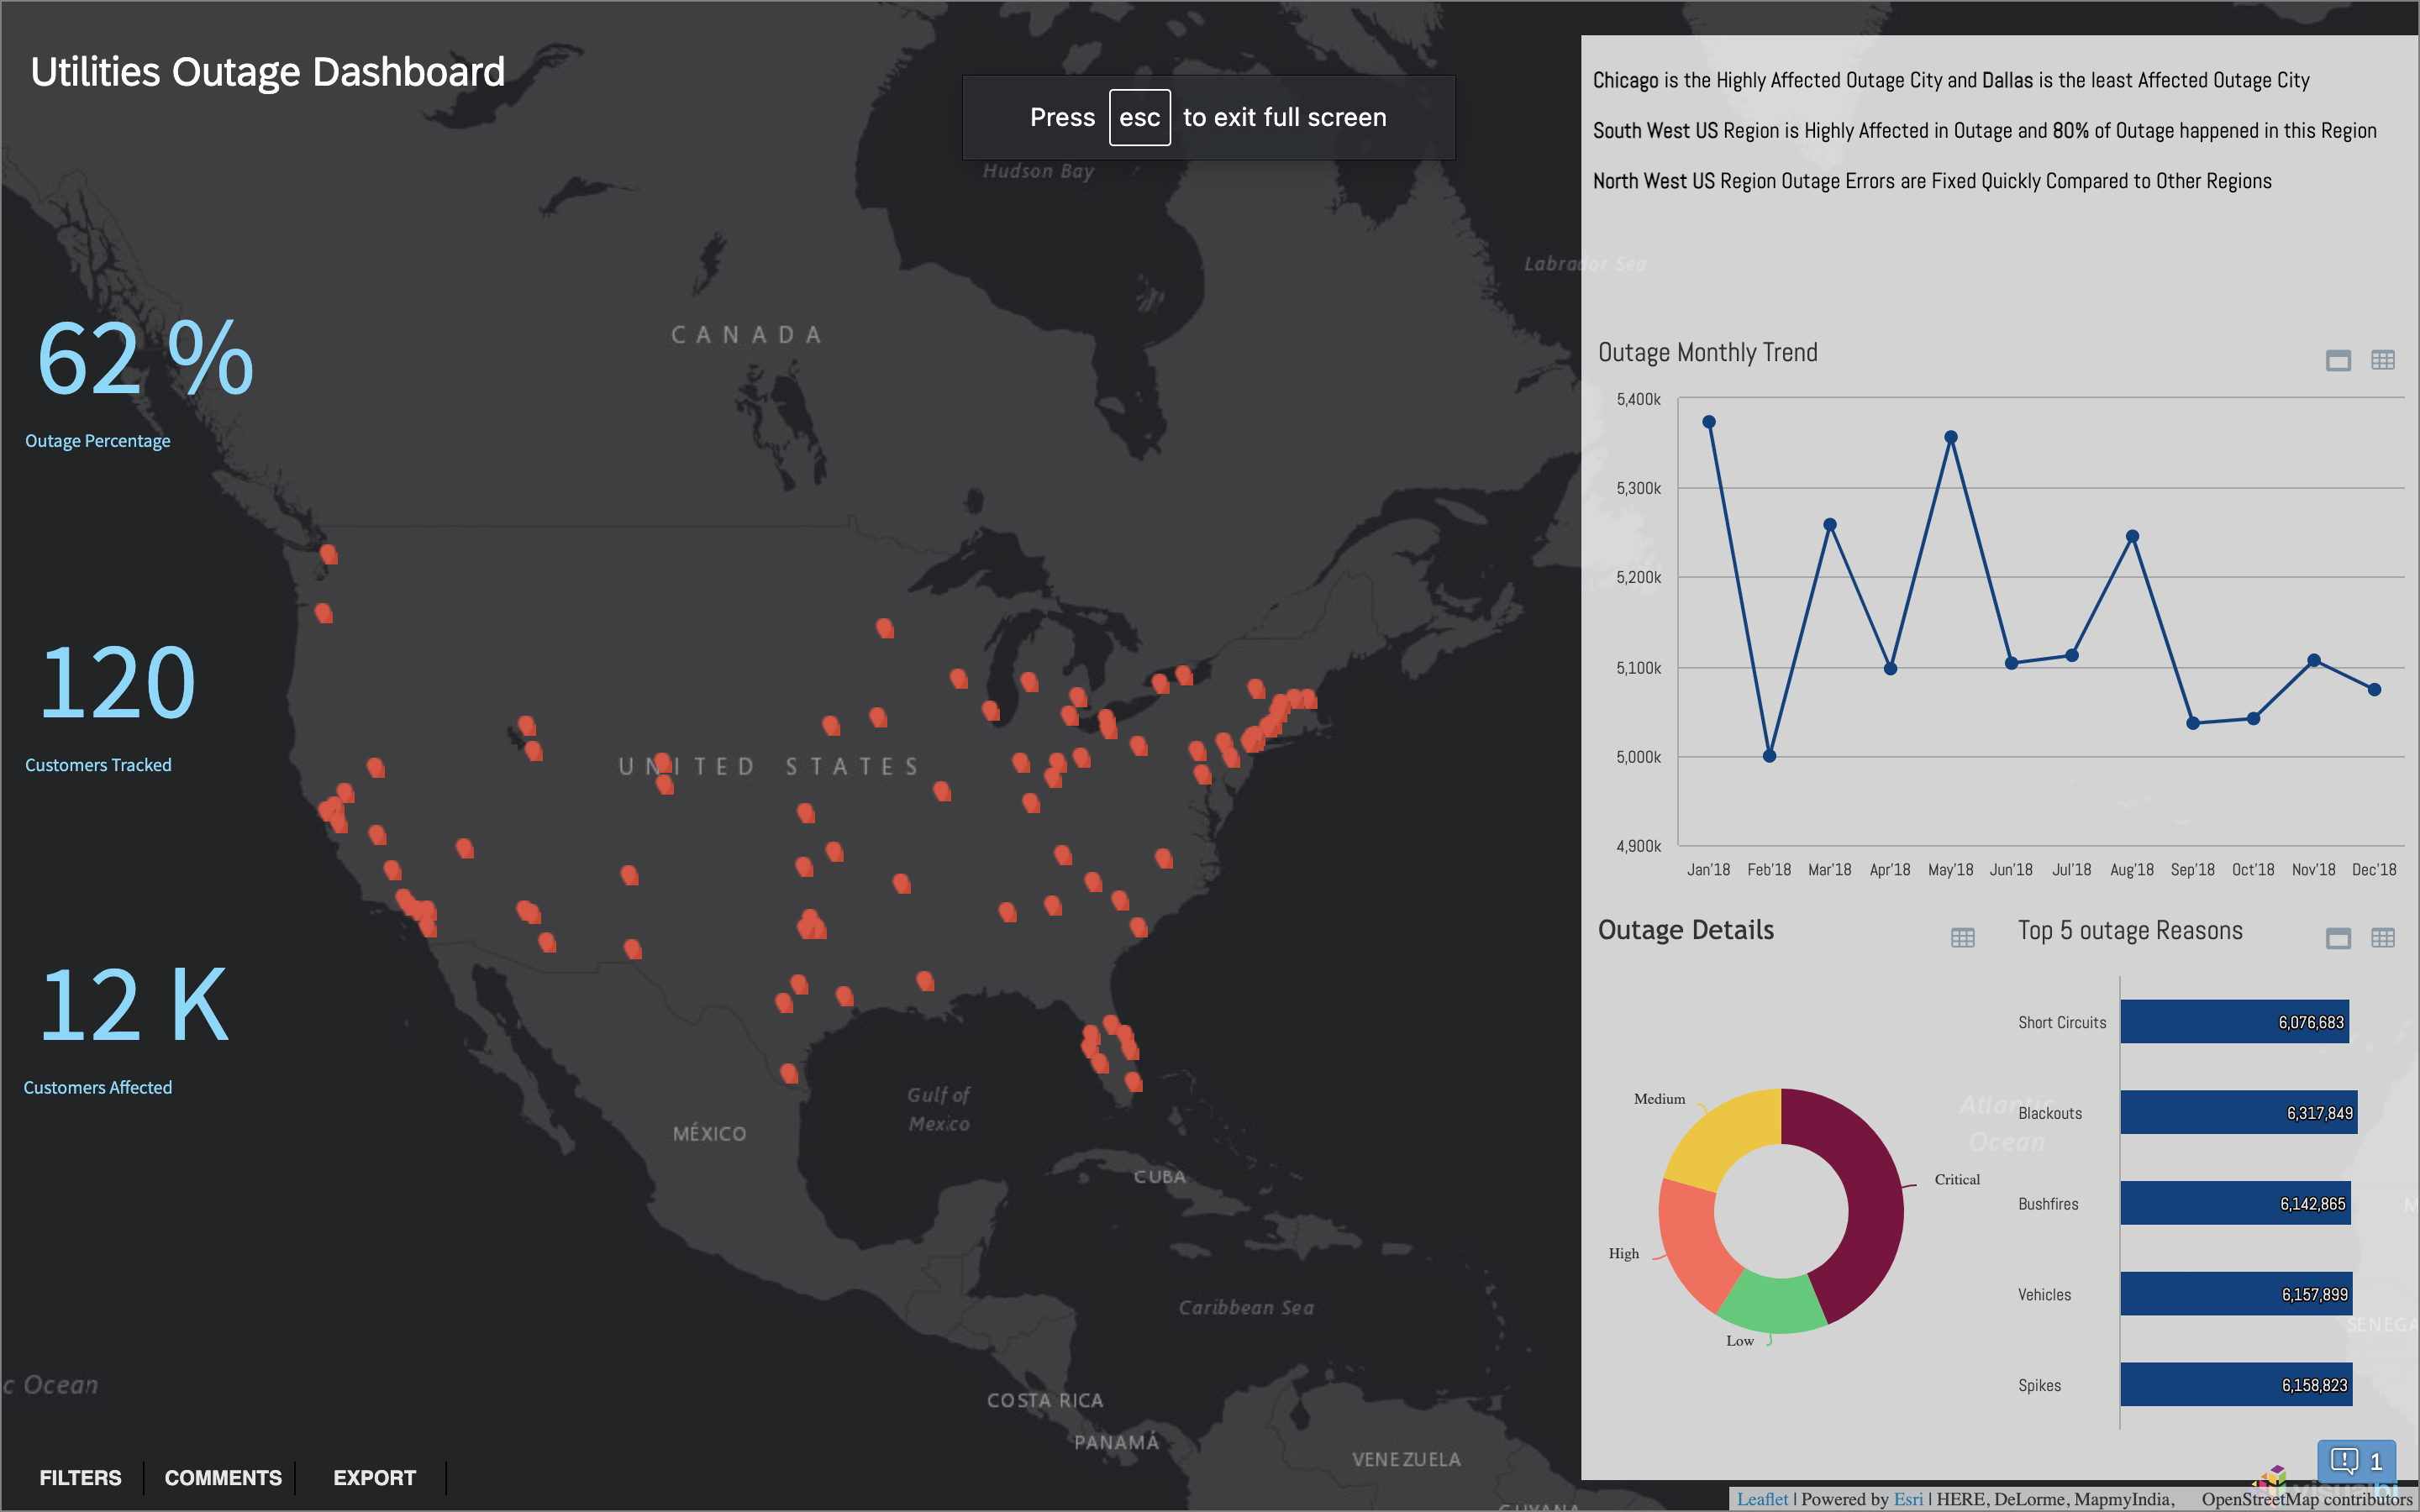 Utilities Outage Dashboard
Press esc to exit full screen
Chicago is the Highly Affected Outage City and Dallas is the least Affected Outage City
South West US Region is Highly Affected in Outage and 80% of Outage happened in this Region
North West US Region Outage Errors are Fixed Quickly Compared to Other Regions
62 %
Outage Percentage
120
Customers Tracked
12 K
Customers Affected
Hudson Bay
Labrador Sea
CANADA
UNITED STATES
Gulf of
Mexico
MÉXICO
CUBA
Caribbean Sea
COSTA RICA
PANAMÁ
VENEZUELA
GUYANA
c Ocean
Atlantic
Ocean
SENEGA
M
Outage Monthly Trend
5,400k
5,300k
5,200k
5,100k
5,000k
4,900k
Jan'18 Feb'18 Mar'18 Apr'18 May'18 Jun'18 Jul'18 Aug'18 Sep'18 Oct'18 Nov'18 Dec'18
Outage Details
Medium
Critical
High
Low
Top 5 outage Reasons
Short Circuits 6,076,683
Blackouts 6,317,849
Bushfires 6,142,865
Vehicles 6,157,899
Spikes 6,158,823
FILTERS COMMENTS EXPORT
1
Leaflet | Powered by Esri | HERE, DeLorme, MapmyIndia, OpenStreetMap contributors